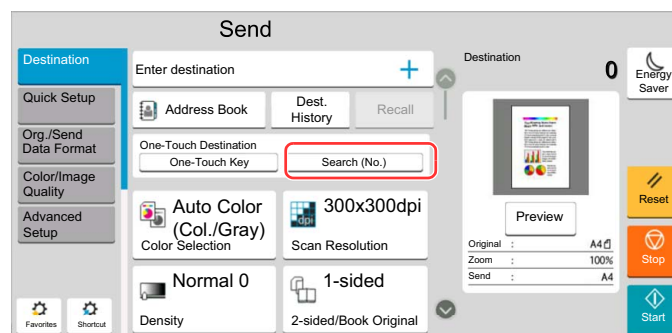 Send
Destination
Quick Setup
Org./Send
Data Format
Color/Image
Quality
Advanced
Setup
Favorites
Shortcut
Enter destination
Address Book
Dest.
History
Recall
One-Touch Destination
One-Touch Key
Search (No.)
Auto Color
(Col./Gray)
Color Selection
dpi
300x300dpi
Scan Resolution
Normal 0
Density
1-sided
2-sided/Book Original
Destination
0
Preview
Original : A4
Zoom : 100%
Send : A4
Energy
Saver
Reset
Stop
Start